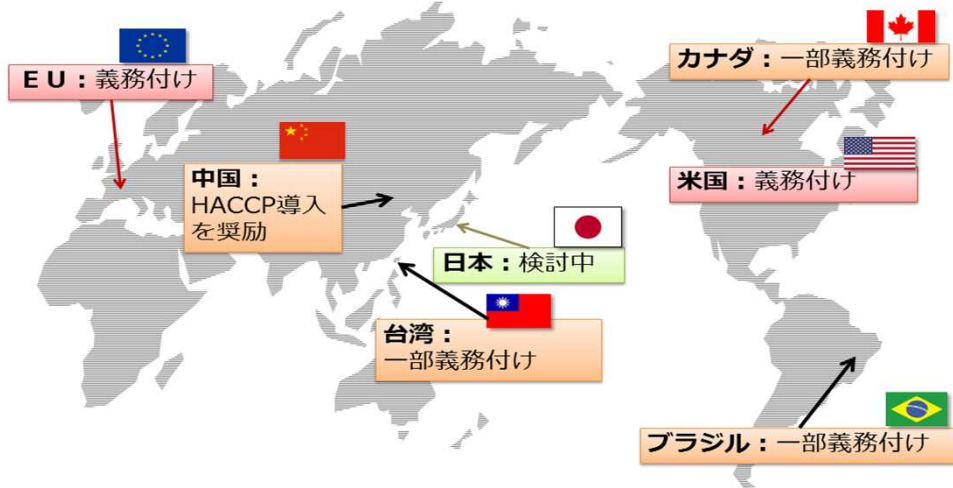 ＥＵ：義務付け
カナダ：一部義務付け
中国：
HACCP導入
を奨励
米国：義務付け
日本：検討中
台湾：
一部義務付け
ブラジル：一部義務付け